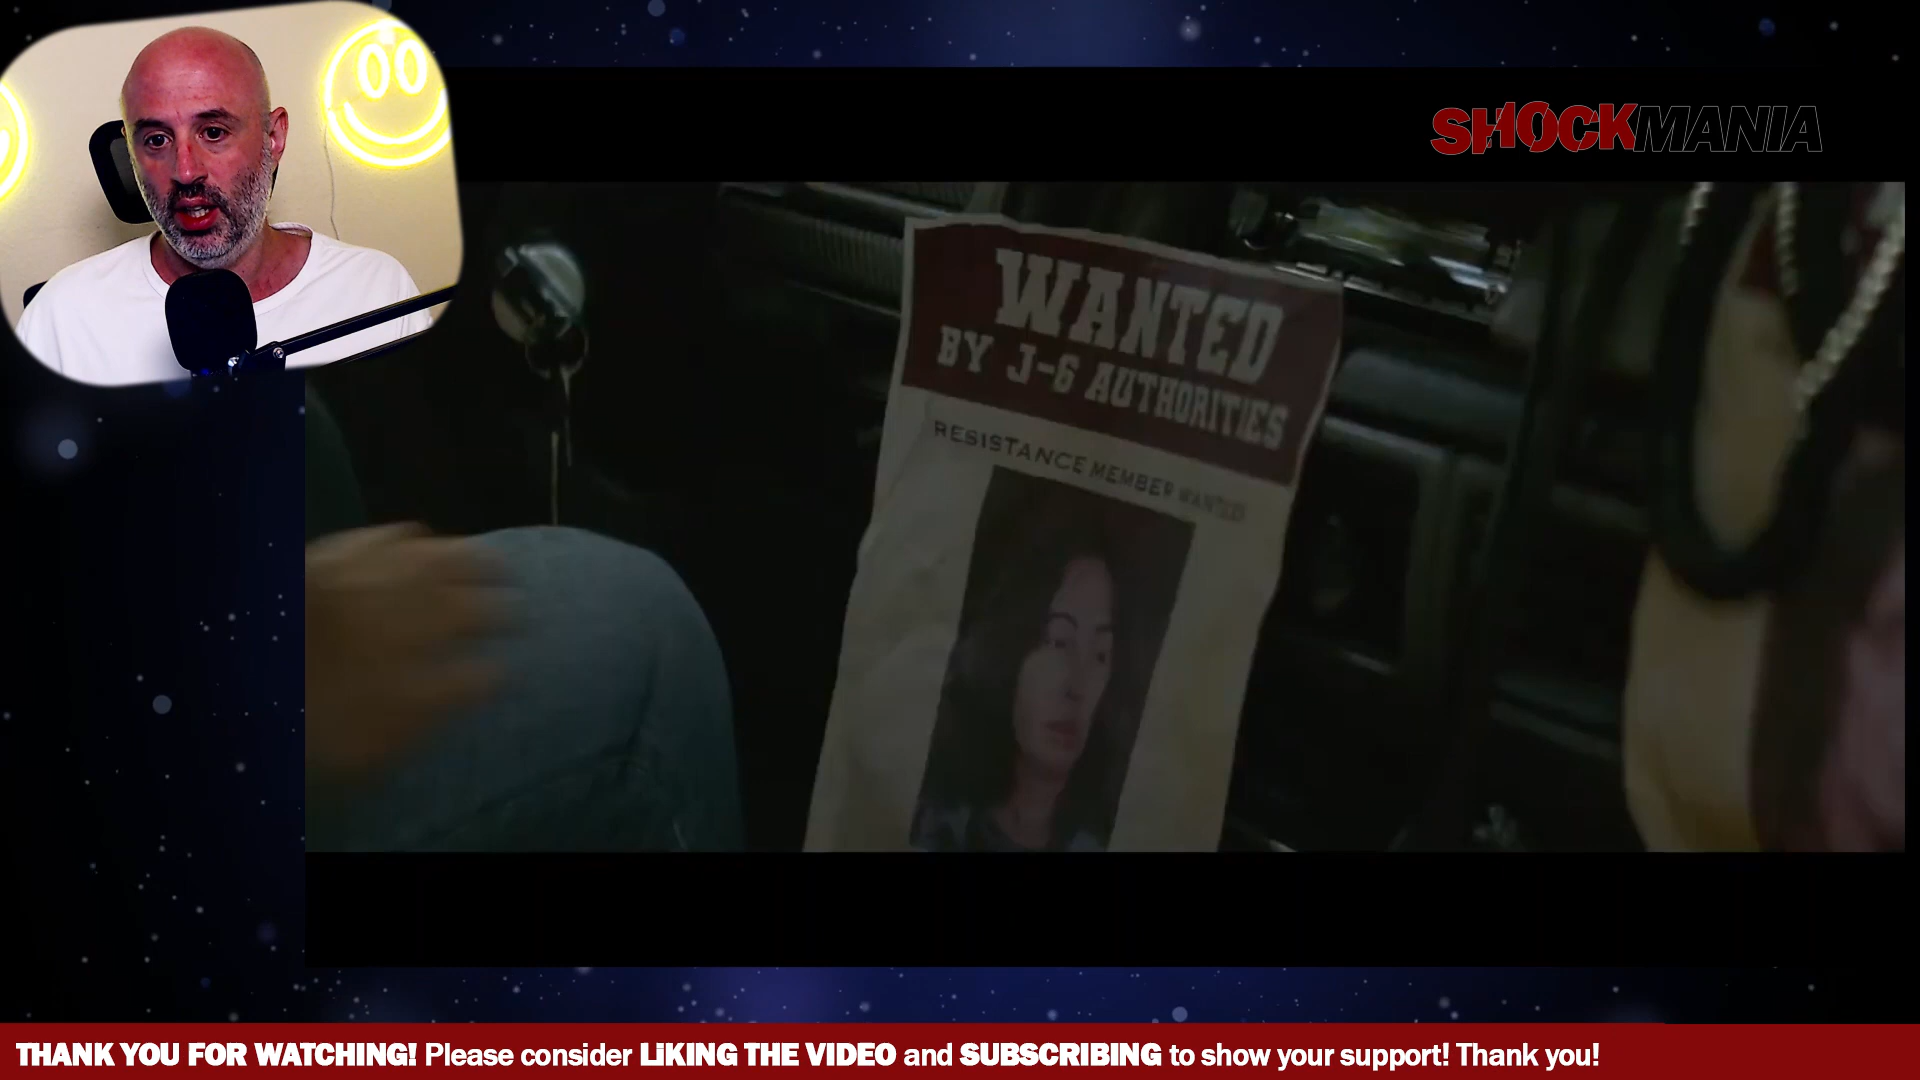 SHOCKMANIA
WANTED
BY J-6 AUTHORITIES
RESISTANCE MEMBER WANTED
THANK YOU FOR WATCHING! Please consider LiKING THE VIDEO and SUBSCRIBING to show your support! Thank you!